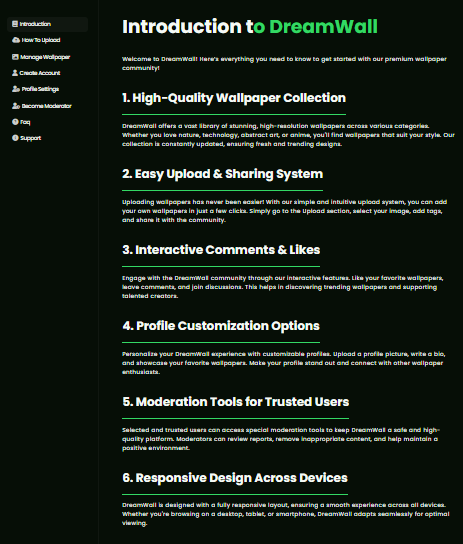 Introduction
How To Upload
Manage Wallpaper
Create Account
Profile Settings
Become Moderator
Faq
Support
Introduction to DreamWall
Welcome to DreamWall! Here's everything you need to know to get started with our premium wallpaper
community!
1. High-Quality Wallpaper Collection
DreamWall offers a vast library of stunning, high-resolution wallpapers across various categories.
Whether you love nature, technology, abstract art, or anime, you'll find wallpapers that suit your style. Our
collection is constantly updated, ensuring fresh and trending designs.
2. Easy Upload & Sharing System
Uploading wallpapers has never been easier! With our simple and intuitive upload system, you can add
your own wallpapers in just a few clicks. Simply go to the Upload section, select your image, add tags,
and share it with the community.
3. Interactive Comments & Likes
Engage with the DreamWall community through our interactive features. Like your favorite wallpapers,
leave comments, and join discussions. This helps in discovering trending wallpapers and supporting
talented creators.
4. Profile Customization Options
Personalize your DreamWall experience with customizable profiles. Upload a profile picture, write a bio,
and showcase your favorite wallpapers. Make your profile stand out and connect with other wallpaper
enthusiasts.
5. Moderation Tools for Trusted Users
Selected and trusted users can access special moderation tools to keep DreamWall a safe and high-
quality platform. Moderators can review reports, remove inappropriate content, and help maintain a
positive environment.
6. Responsive Design Across Devices
DreamWall is designed with a fully responsive layout, ensuring a smooth experience across all devices.
Whether you're browsing on a desktop, tablet, or smartphone, DreamWall adapts seamlessly for optimal
viewing.